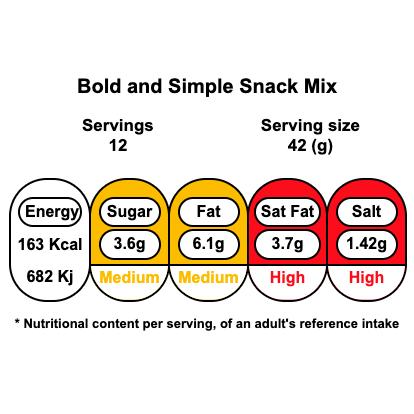 Bold and Simple Snack Mix
Servings
12
Serving size
42 (g)
Energy
163 Kcal
682 Kj
Sugar
3.6g
Medium
Fat
6.1g
Medium
Sat Fat
3.7g
High
Salt
1.42g
High
* Nutritional content per serving, of an adult's reference intake